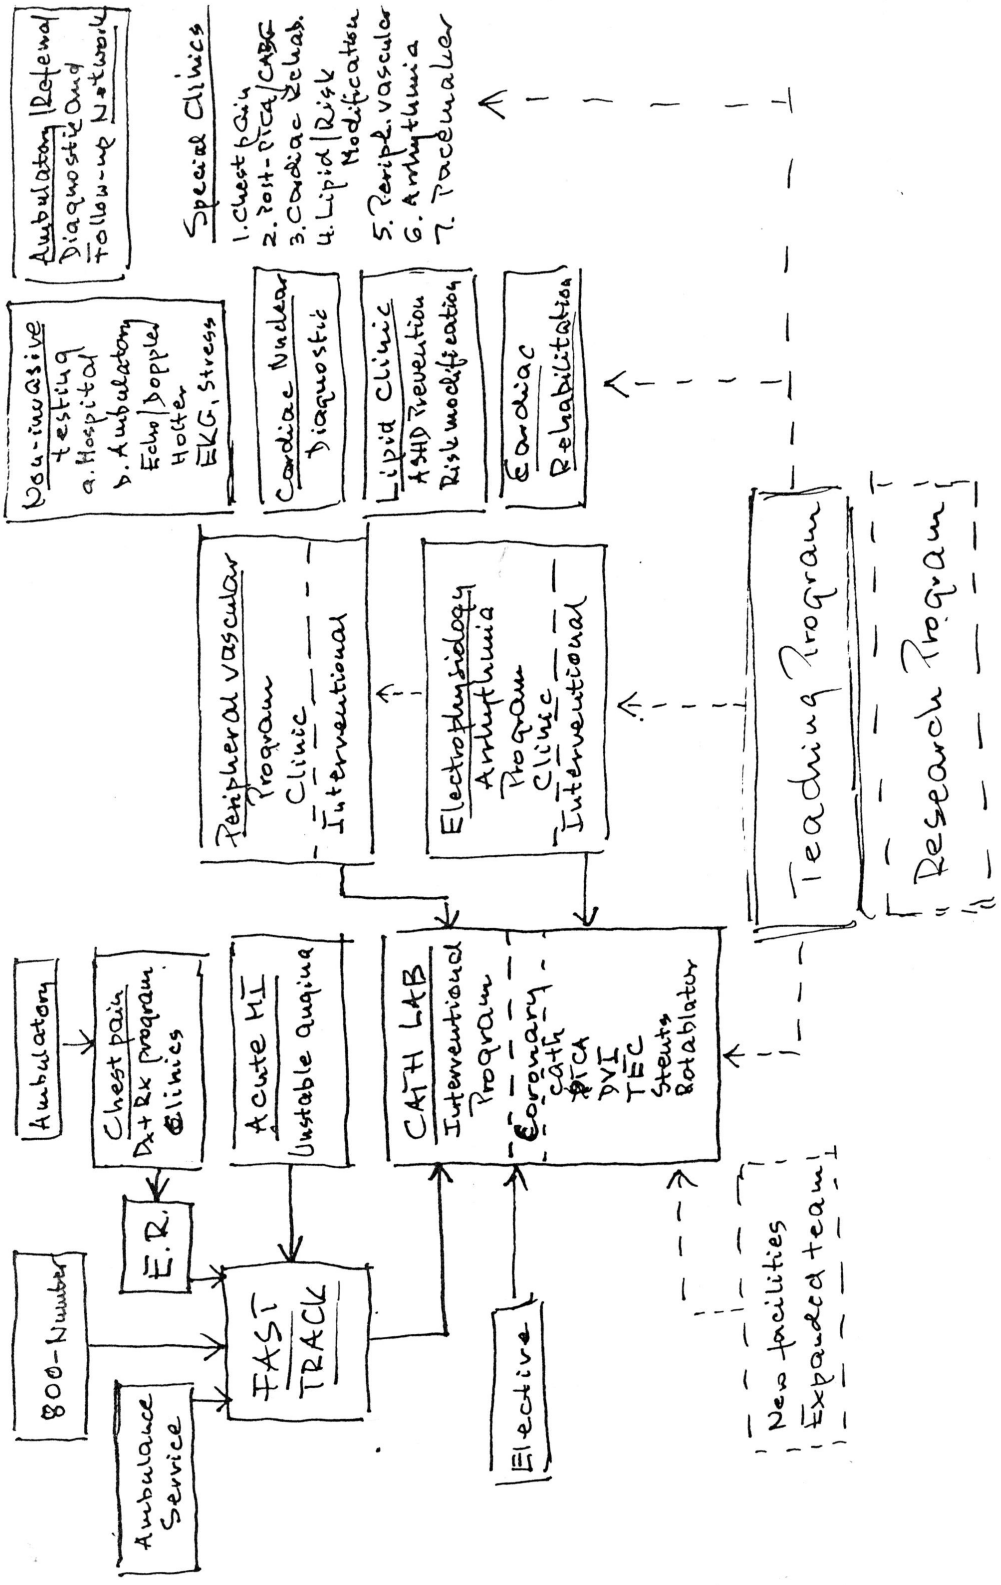 800-Number
Ambulance
Service
E.R.
FAST
TRACK
Elective
New facilities
Expanded team
Ambulatory
Chest pain
Dx + Rx program
Clinics
Acute MI
Unstable angina
CATH LAB
Interventional
Program
Coronary
Cath
PTCA
DVI
TEC
Stents
Rotablator
Peripheral vascular
Program
Clinic
Interventional
Electrophysiology
Arrhythmia
Program
Clinic
Interventional
Teaching Program
Research Program
Non-invasive
testing
a. Hospital
b. Ambulatory
Echo/Doppler
Holter
EKG, Stress
Cardiac Nuclear
Diagnostic
Lipid Clinic
ASHD Prevention
Risk modification
Cardiac
Rehabilitation
Ambulatory/Referral
Diagnostic And
Follow-up Network
Special Clinics
1. Chest pain
2. Post-PTCA/CABG
3. Cardiac Rehab.
4. Lipid/Risk
Modification
5. Periph. vascular
6. Arrhythmia
7. Pacemaker